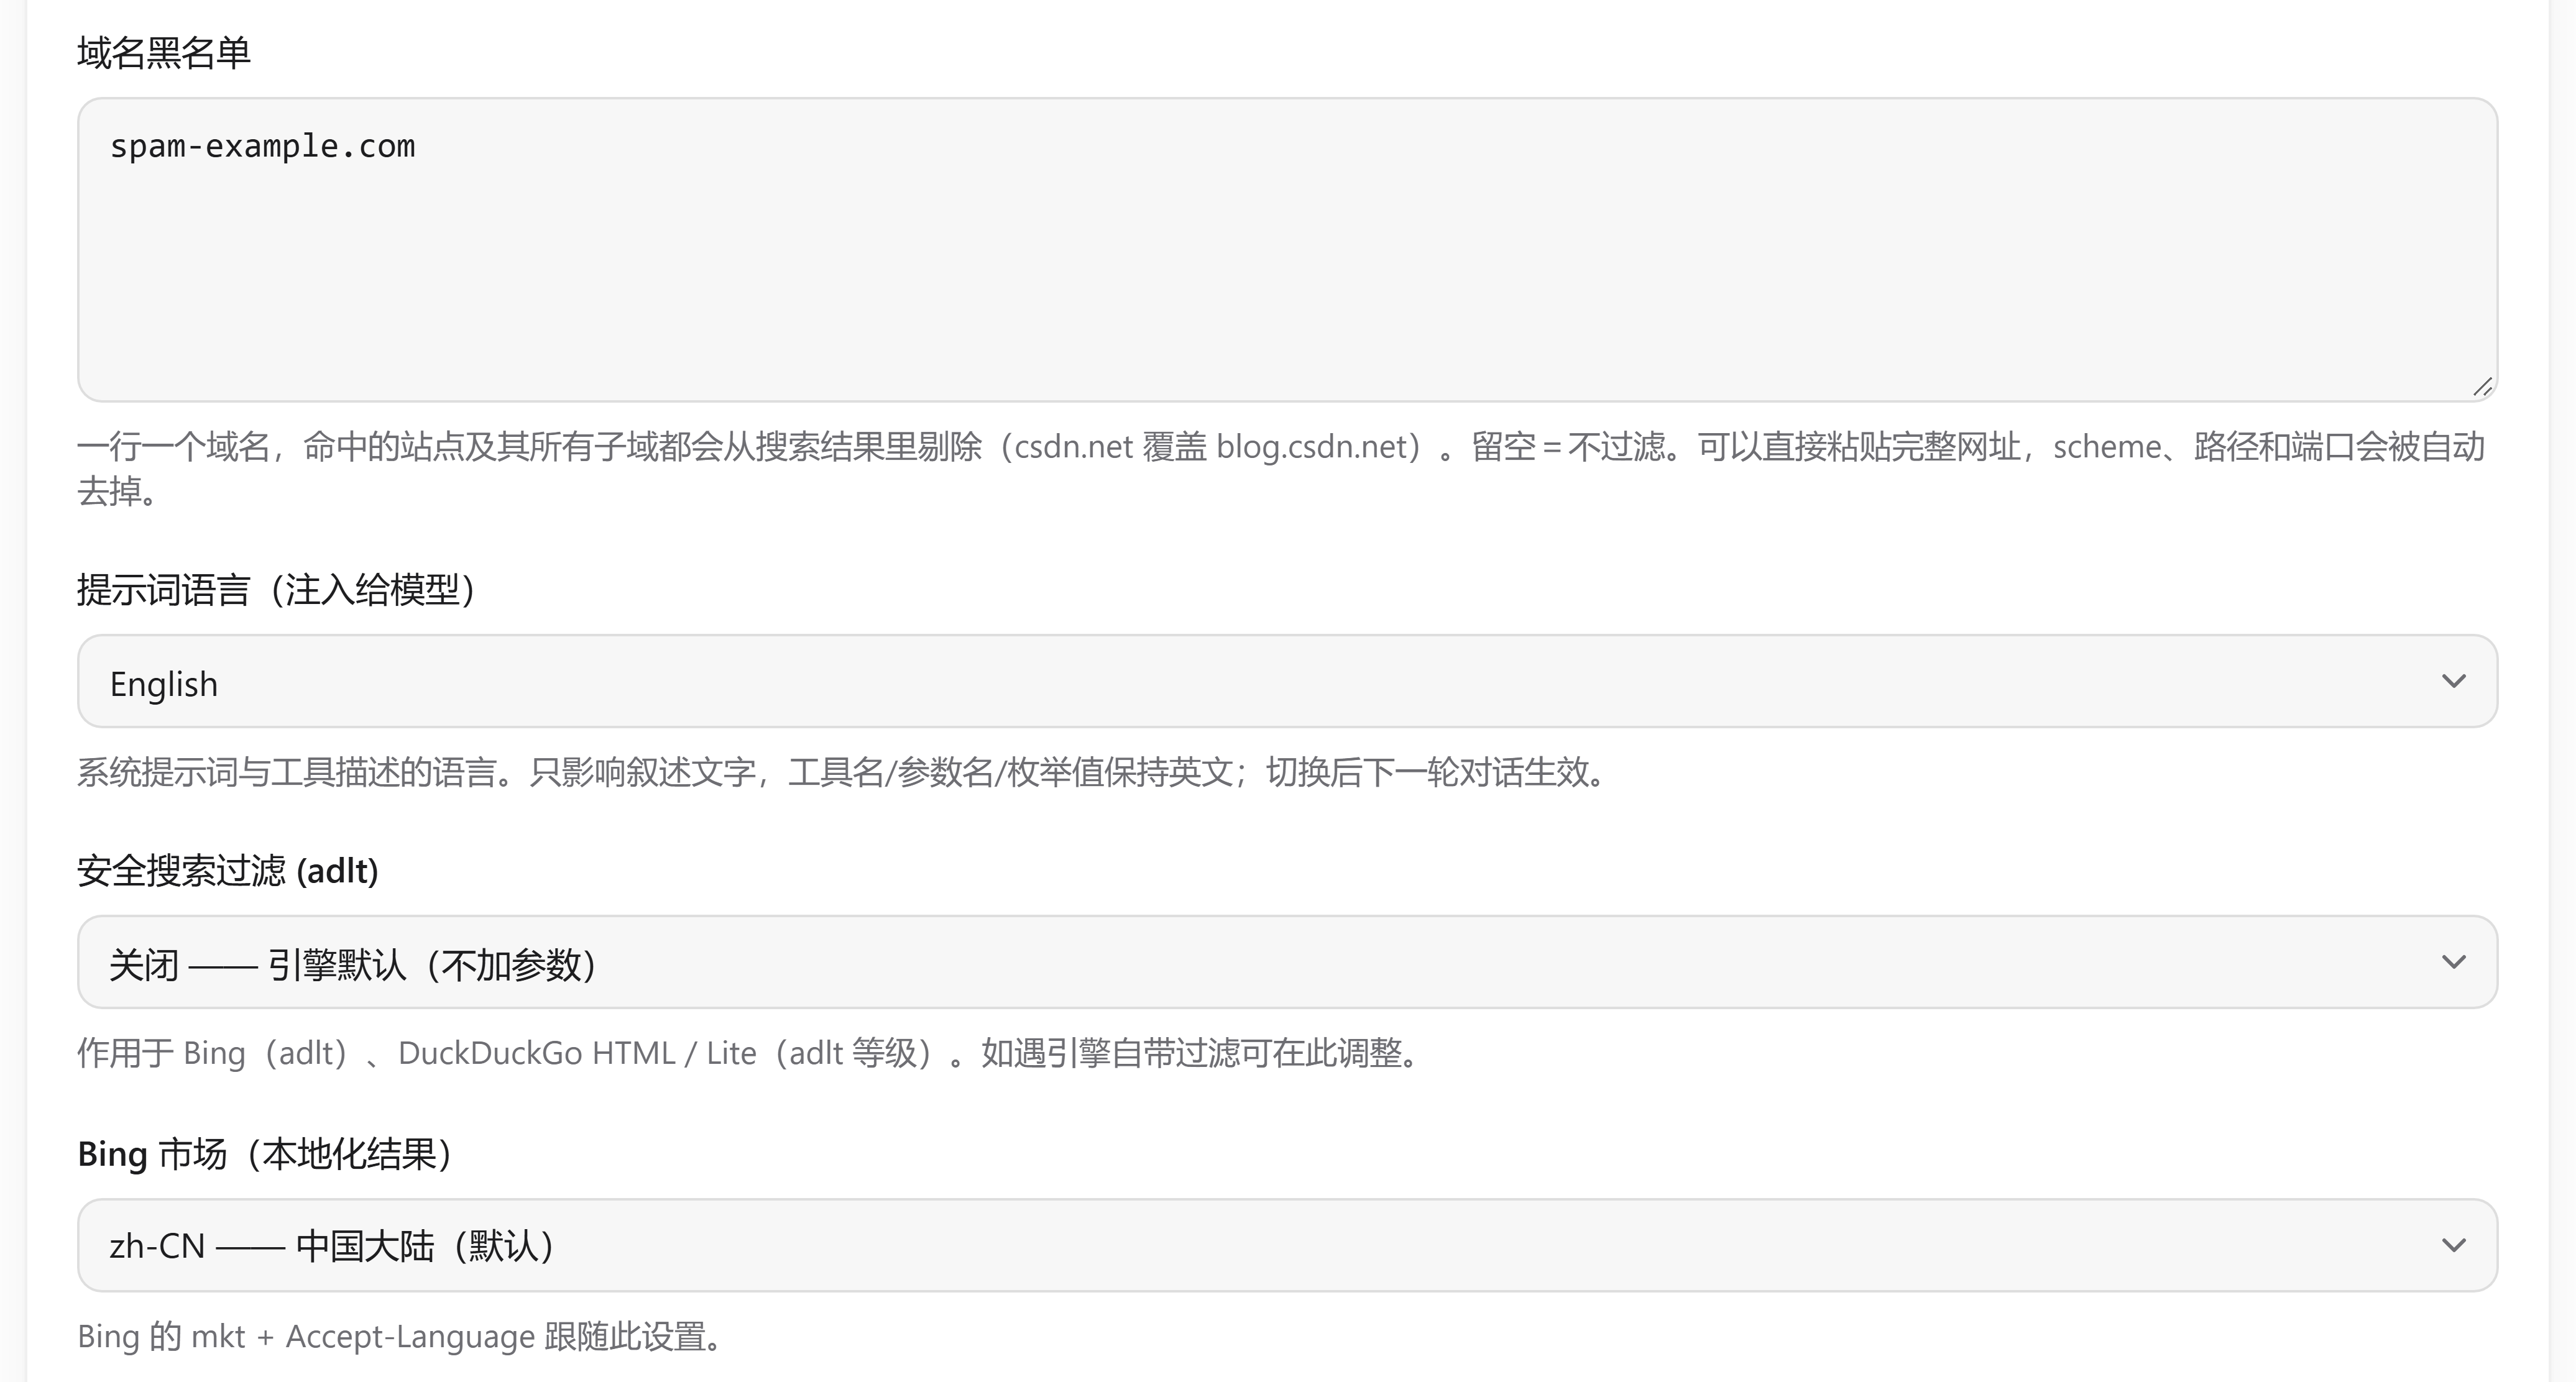 域名黑名单
spam-example.com
一行一个域名，命中的站点及其所有子域都会从搜索结果里剔除（csdn.net 覆盖 blog.csdn.net）。留空 = 不过滤。可以直接粘贴完整网址，scheme、路径和端口会被自动
去掉。
提示词语言（注入给模型）
English
系统提示词与工具描述的语言。只影响叙述文字，工具名/参数名/枚举值保持英文；切换后下一轮对话生效。
安全搜索过滤 (adlt)
关闭 —— 引擎默认（不加参数）
作用于 Bing（adlt）、DuckDuckGo HTML / Lite（adlt 等级）。如遇引擎自带过滤可在此调整。
Bing 市场（本地化结果）
zh-CN —— 中国大陆（默认）
Bing 的 mkt + Accept-Language 跟随此设置。